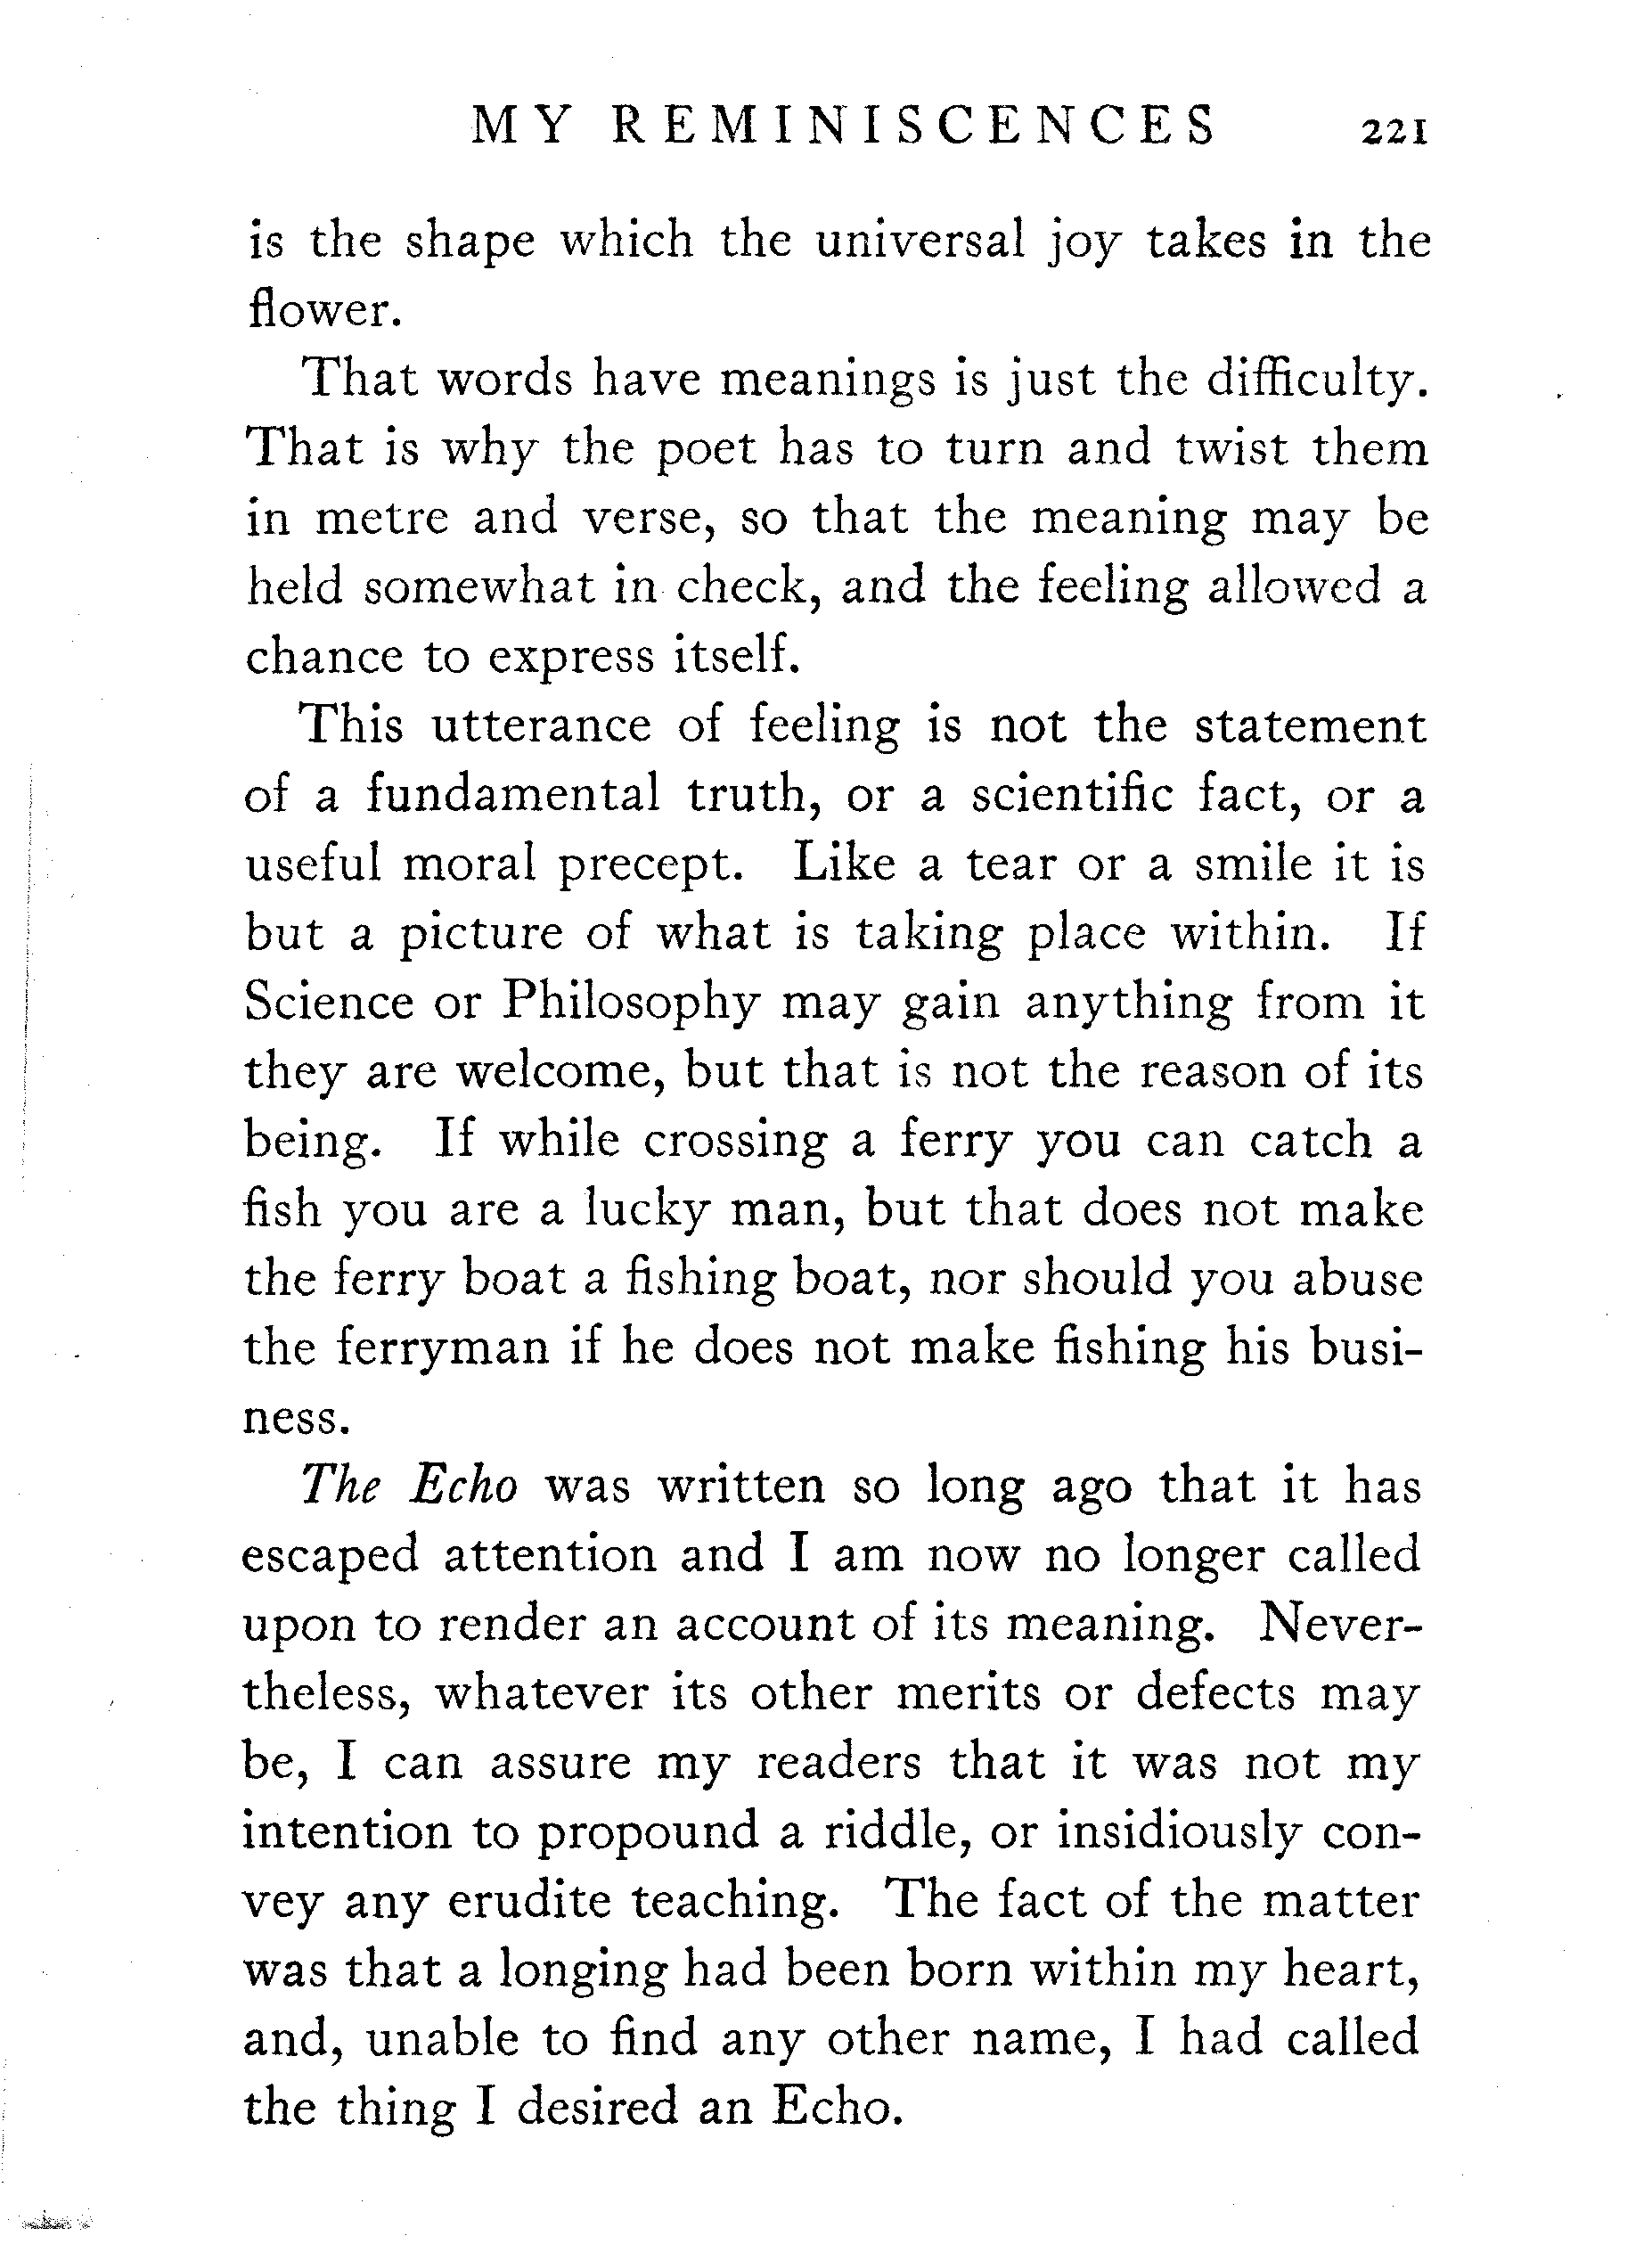 MY REMINISCENCES 221
is the shape which the universal joy takes in the
flower.
That words have meanings is just the difficulty.
That is why the poet has to turn and twist them
in metre and verse, so that the meaning may be
held somewhat in check, and the feeling allowed a
chance to express itself.
This utterance of feeling is not the statement
of a fundamental truth, or a scientific fact, or a
useful moral precept. Like a tear or a smile it is
but a picture of what is taking place within. If
Science or Philosophy may gain anything from it
they are welcome, but that is not the reason of its
being. If while crossing a ferry you can catch a
fish you are a lucky man, but that does not make
the ferry boat a fishing boat, nor should you abuse
the ferryman if he does not make fishing his busi-
ness.
The Echo was written so long ago that it has
escaped attention and I am now no longer called
upon to render an account of its meaning. Never-
theless, whatever its other merits or defects may
be, I can assure my readers that it was not my
intention to propound a riddle, or insidiously con-
vey any erudite teaching. The fact of the matter
was that a longing had been born within my heart,
and, unable to find any other name, I had called
the thing I desired an Echo.